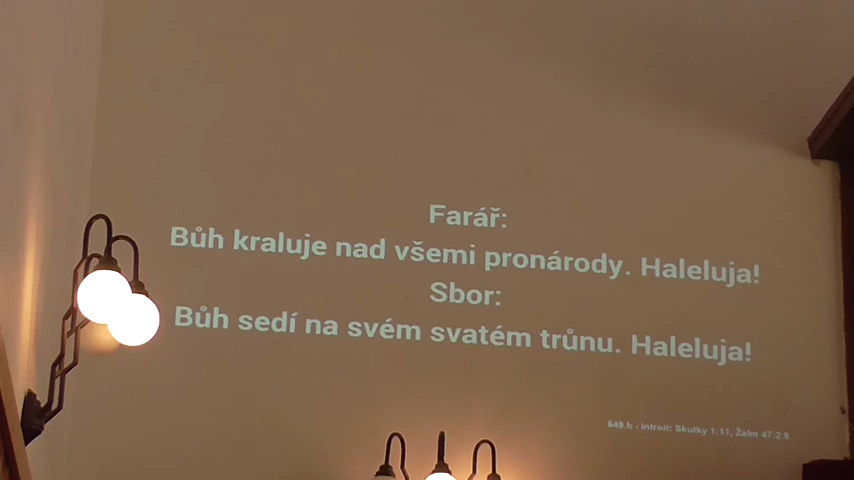 Farář:
Bůh kraluje nad všemi pronárody. Haleluja!
Sbor:
Bůh sedí na svém svatém trůnu. Haleluja!
649.b - Introit: Skutky 1:11, Žalm 47:2.9